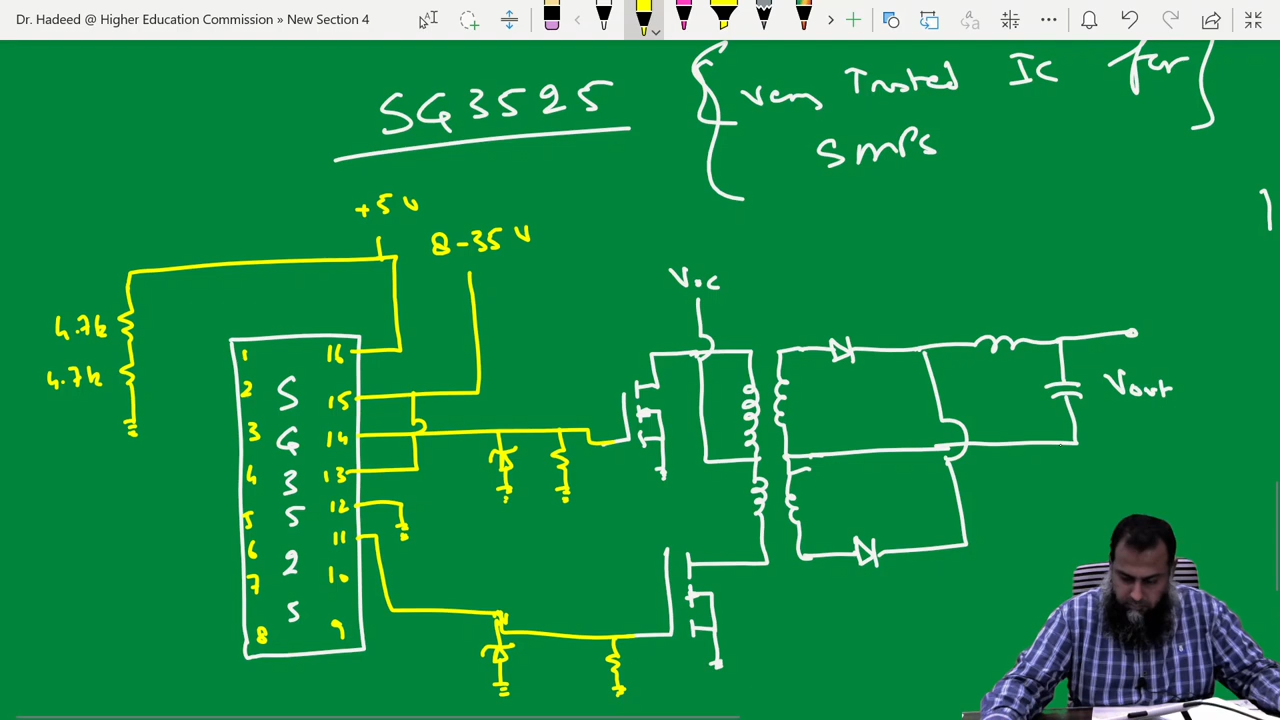 Dr. Hadeed @ Higher Education Commission » New Section 4
SG3525
very Trusted IC for
SMPS
+5 v
8-35 v
4.7k
4.7k
1 16
2 15
3 14
4 13
5 12
6 11
7 10
8 9
S
G
3
5
2
5
VDC
Vout